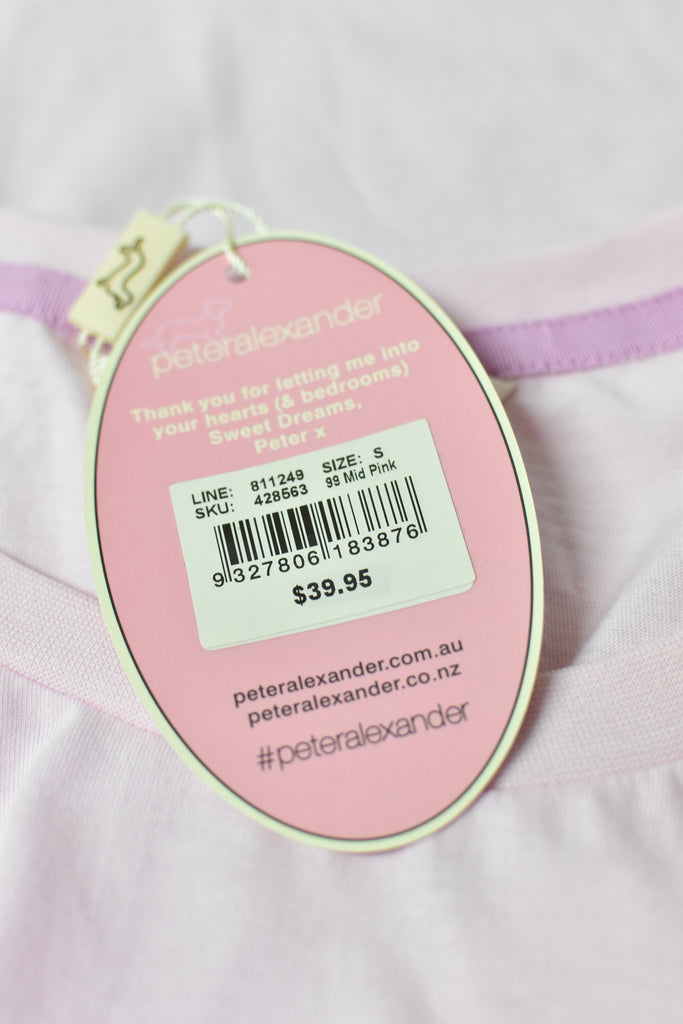 peteralexander
Thank you for letting me into
your hearts (& bedrooms)
Sweet Dreams,
Peter x
LINE: 811249 SIZE: S
SKU: 428563 99 Mid Pink
9 327806 183876
$39.95
peteralexander.com.au
peteralexander.co.nz
#peteralexander